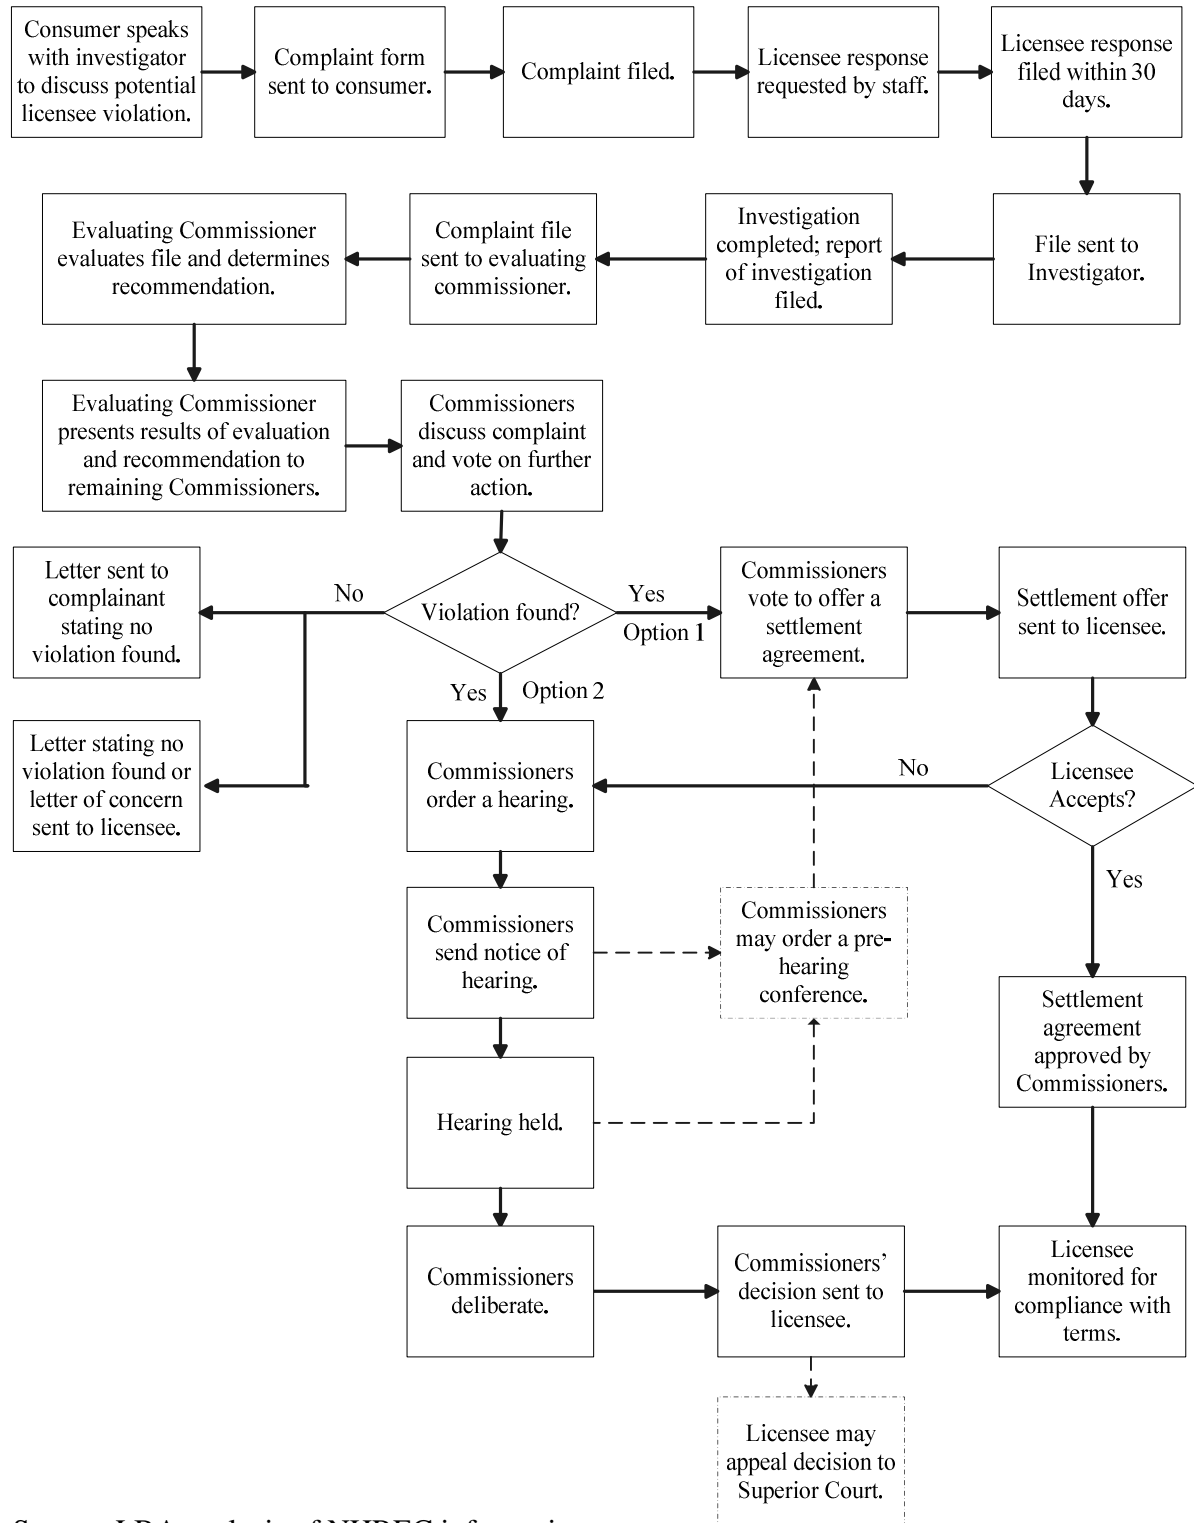 Consumer speaks
with investigator
to discuss potential
licensee violation.
Complaint form
sent to consumer.
Complaint filed.
Licensee response
requested by staff.
Licensee response
filed within 30
days.
Evaluating Commissioner
evaluates file and determines
recommendation.
Complaint file
sent to evaluating
commissioner.
Investigation
completed; report
of investigation
filed.
File sent to
Investigator.
Evaluating Commissioner
presents results of evaluation
and recommendation to
remaining Commissioners.
Commissioners
discuss complaint
and vote on further
action.
Letter sent to
complainant
stating no
violation found.
No
Violation found?
Yes
Option 1
Commissioners
vote to offer a
settlement
agreement.
Settlement offer
sent to licensee.
Yes
Option 2
Letter stating no
violation found or
letter of concern
sent to licensee.
Commissioners
order a hearing.
No
Licensee
Accepts?
Yes
Commissioners
send notice of
hearing.
Commissioners
may order a pre-
hearing
conference.
Settlement
agreement
approved by
Commissioners.
Hearing held.
Commissioners
deliberate.
Commissioners’
decision sent to
licensee.
Licensee
monitored for
compliance with
terms.
Licensee may
appeal decision to
Superior Court.